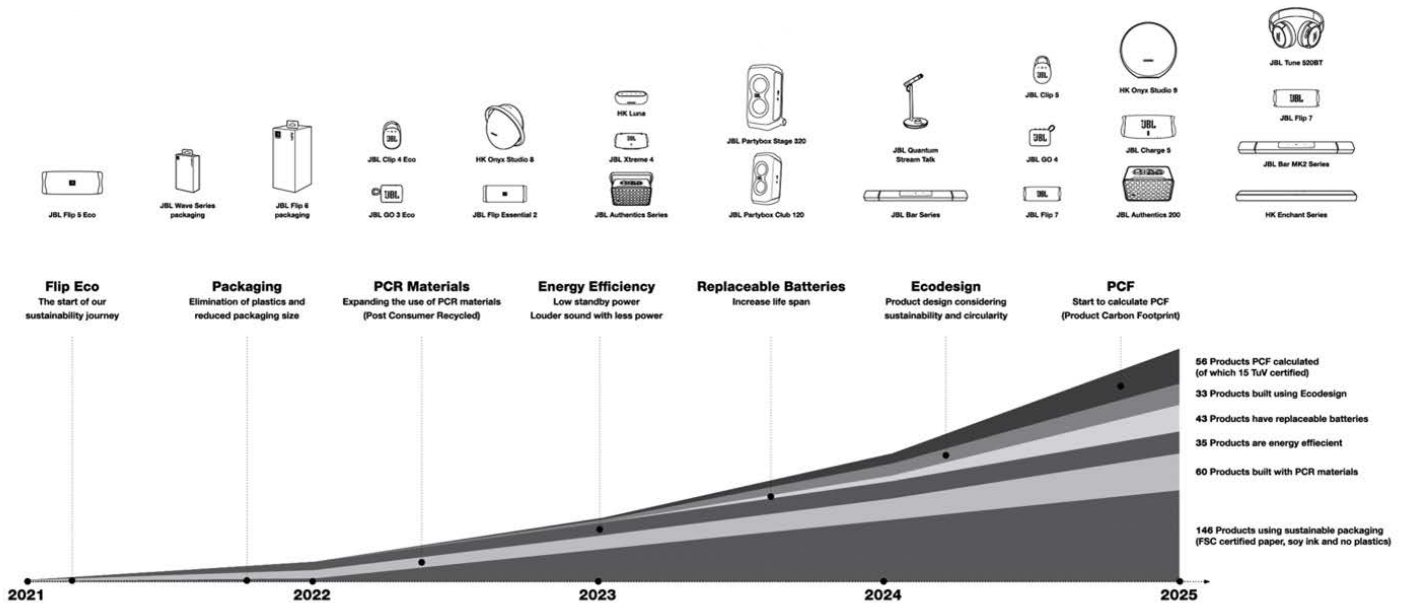 JBL Flip 5 Eco
JBL Wave Series
packaging
JBL Flip 6
packaging
JBL
JBL Clip 4 Eco
JBL
JBL GO 3 Eco
HK Onyx Studio 8
JBL Flip Essential 2
HK Luna
JBL Xtreme 4
JBL Authentics Series
JBL Partybox Stage 320
JBL Partybox Club 120
JBL Quantum
Stream Talk
JBL Bar Series
JBL
JBL Clip 5
JBL
JBL GO 4
JBL
JBL Flip 7
HK Onyx Studio 9
JBL
JBL Charge 5
JBL Authentics 200
JBL Tune 520BT
JBL
JBL Flip 7
JBL Bar MK2 Series
HK Enchant Series
Flip Eco
The start of our
sustainability journey
Packaging
Elimination of plastics and
reduced packaging size
PCR Materials
Expanding the use of PCR materials
(Post Consumer Recycled)
Energy Efficiency
Low standby power
Louder sound with less power
Replaceable Batteries
Increase life span
Ecodesign
Product design considering
sustainability and circularity
PCF
Start to calculate PCF
(Product Carbon Footprint)
56 Products PCF calculated
(of which 15 TuV certified)
33 Products built using Ecodesign
43 Products have replaceable batteries
35 Products are energy effiecient
60 Products built with PCR materials
146 Products using sustainable packaging
(FSC certified paper, soy ink and no plastics)
2021
2022
2023
2024
2025